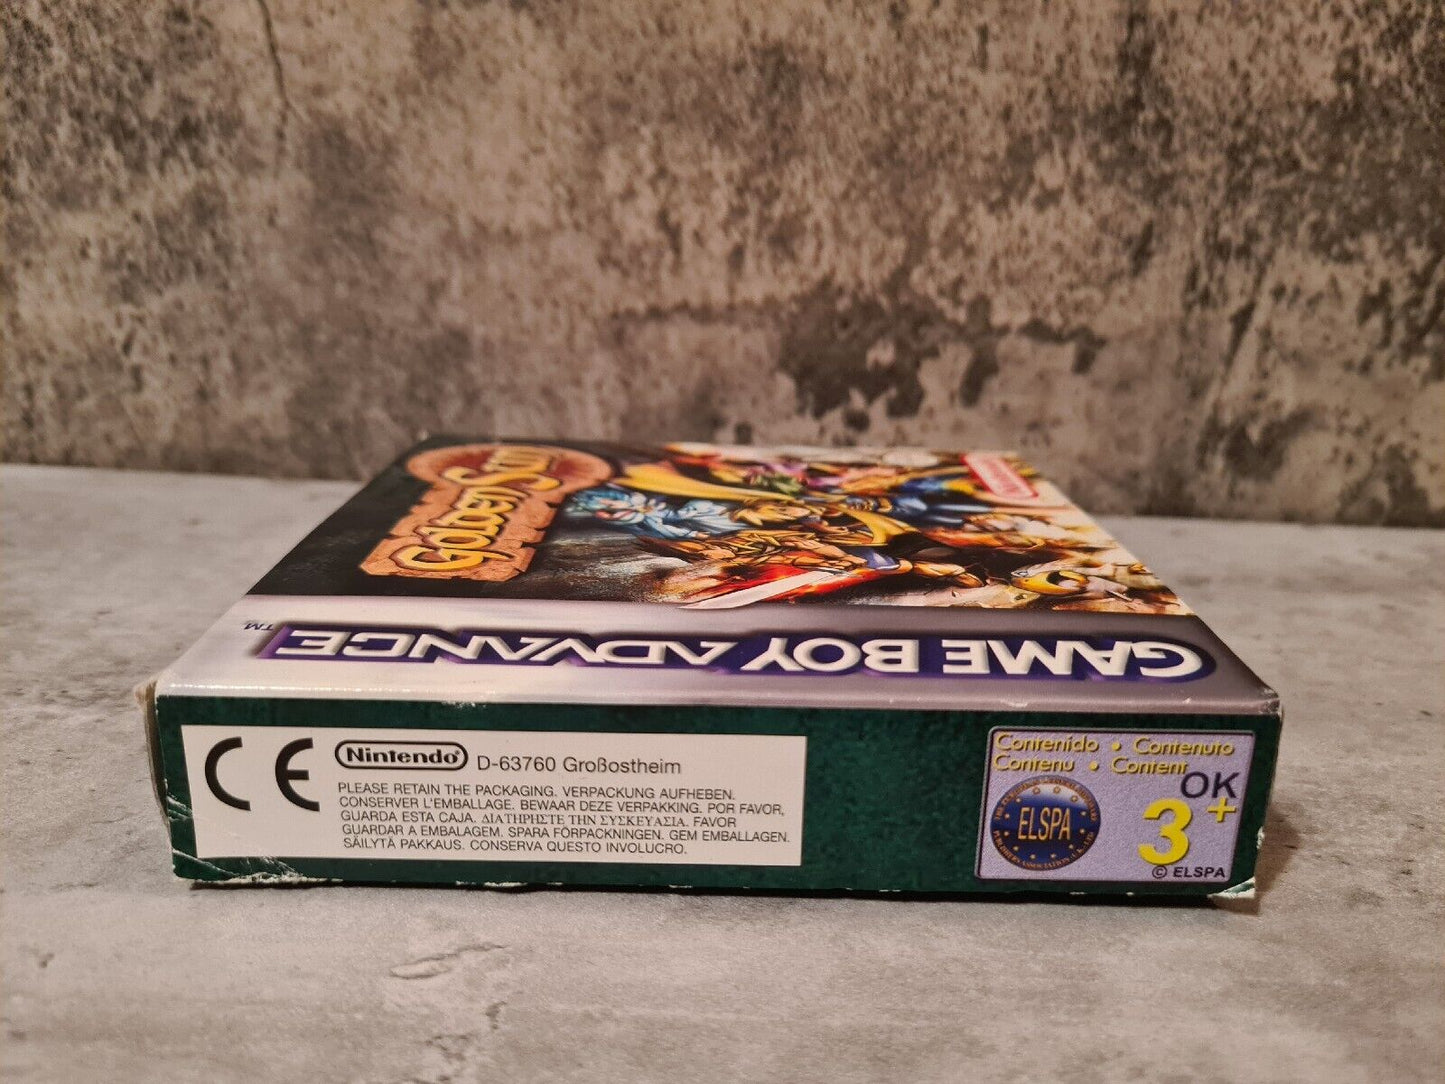 Golden Sun
Nintendo
GAME BOY ADVANCE™
CE
Nintendo® D-63760 Großostheim
PLEASE RETAIN THE PACKAGING. VERPACKUNG AUFHEBEN.
CONSERVER L'EMBALLAGE. BEWAAR DEZE VERPAKKING. POR FAVOR,
GUARDA ESTA CAJA. ΔΙΑΤΗΡΗΣΤΕ ΤΗΝ ΣΥΣΚΕΥΑΣΙΑ. FAVOR
GUARDAR A EMBALAGEM. SPARA FÖRPACKNINGEN. GEM EMBALLAGEN.
SÄILYTÄ PAKKAUS. CONSERVA QUESTO INVOLUCRO.
Contenido • Contenuto
Contenu • Content
OK
3+
ELSPA
© ELSPA